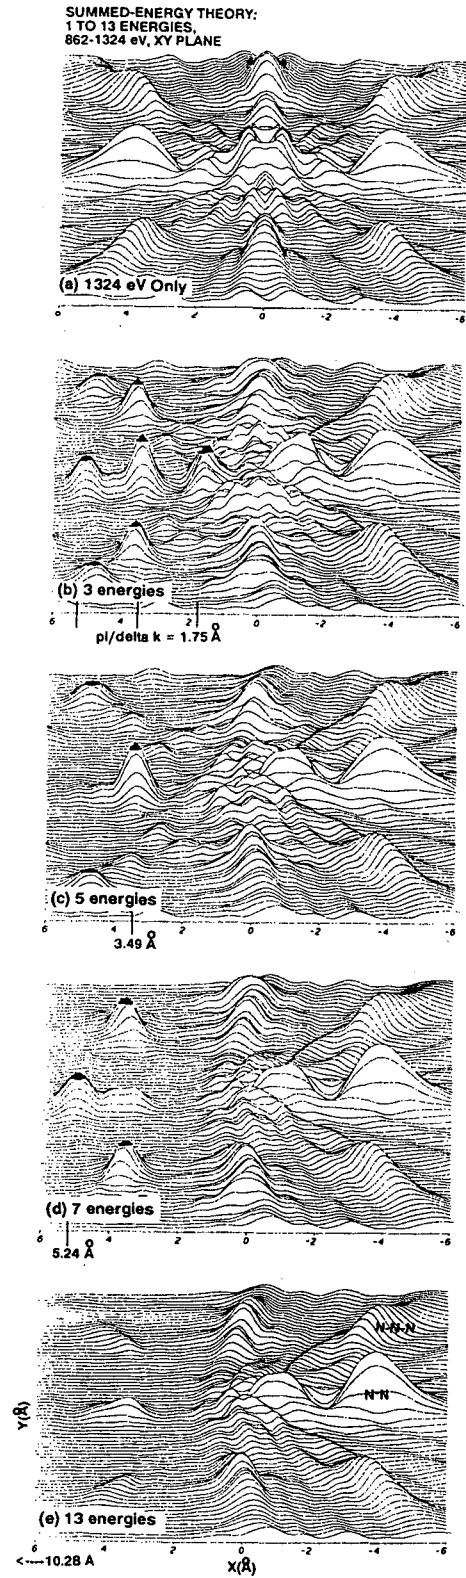 SUMMED-ENERGY THEORY:
1 TO 13 ENERGIES,
862-1324 eV, XY PLANE
(a) 1324 eV Only
6 4 2 0 -2 -4 -6
(b) 3 energies
6 4 2 0 -2 -4 -6
pi/delta k = 1.75 Å
(c) 5 energies
6 4 2 0 -2 -4 -6
3.49 Å
(d) 7 energies
6 4 2 0 -2 -4 -6
5.24 Å
N-N-N
N-N
Y(Å)
(e) 13 energies
6 4 2 0 -2 -4 -6
<----10.28 Å
X(Å)